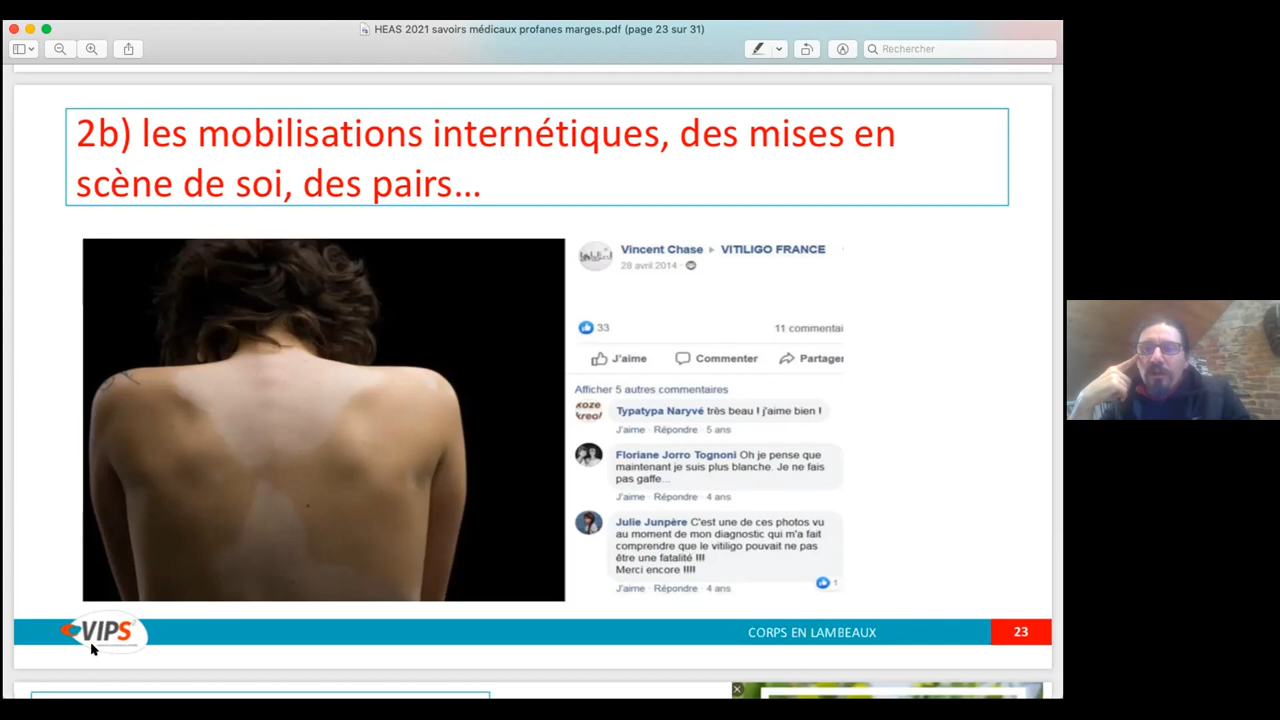 HEAS 2021 savoirs médicaux profanes marges.pdf (page 23 sur 31)
Rechercher
2b) les mobilisations internétiques, des mises en
scène de soi, des pairs...
Vincent Chase ▸ VITILIGO FRANCE
28 avril 2014 ·
33
11 commentai
J'aime
Commenter
Partager
Afficher 5 autres commentaires
koze
kreol
Typatypa Naryvé très beau ! j'aime bien !
J'aime · Répondre · 5 ans
Floriane Jorro Tognoni Oh je pense que
maintenant je suis plus blanche. Je ne fais
pas gaffe...
J'aime · Répondre · 4 ans
Julie Junpère C'est une de ces photos vu
au moment de mon diagnostic qui m'a fait
comprendre que le vitiligo pouvait ne pas
être une fatalité !!!
Merci encore !!!!
1
J'aime · Répondre · 4 ans
VIPS
CORPS EN LAMBEAUX
23